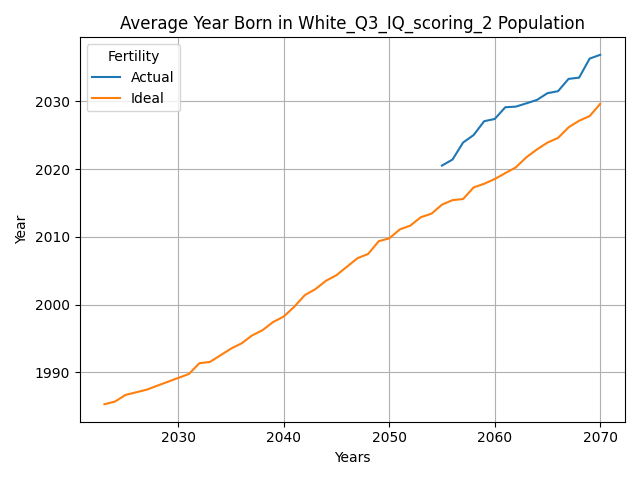 Average Year Born in White_Q3_IQ_scoring_2 Population
Fertility
Actual
Ideal
2030
2020
2010
2000
1990
Year
2030 2040 2050 2060 2070
Years